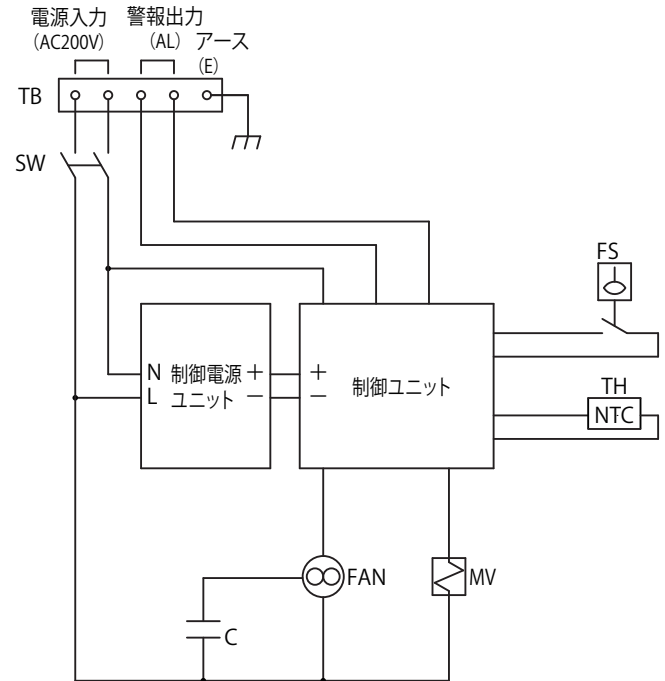 電源入力 警報出力
(AC200V) (AL) アース
(E)
TB
SW
FS
N 制御電源 +
L ユニット −
+
−
制御ユニット
TH
NTC
FAN
MV
C